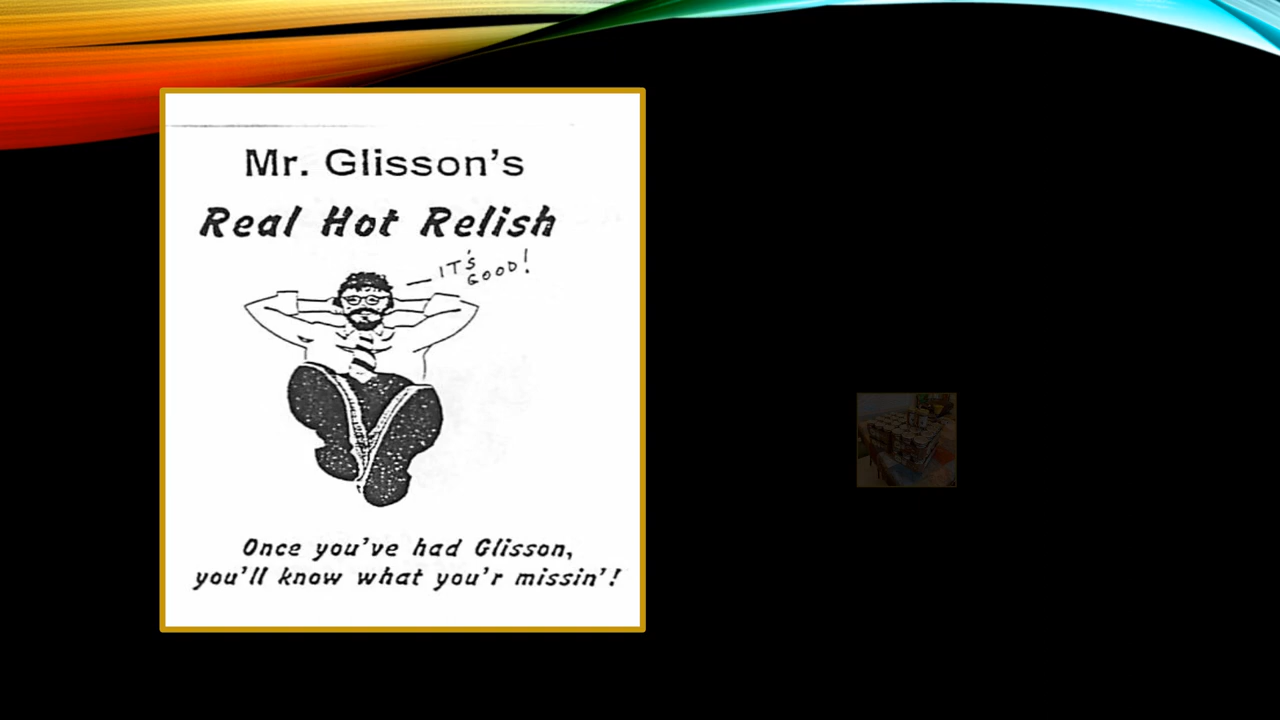 Mr. Glisson's
Real Hot Relish
— IT'S
GOOD!
Once you've had Glisson,
you'll know what you'r missin'!